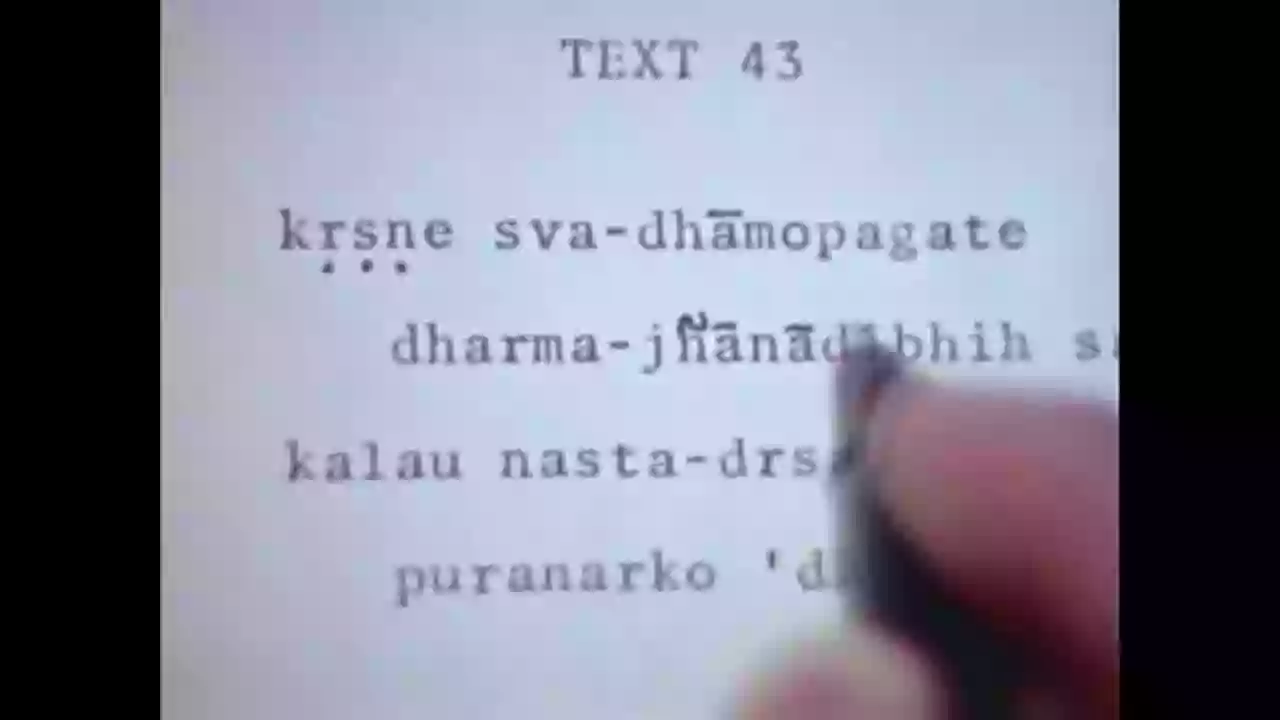 TEXT 43
kṛṣṇe sva-dhāmopagate
dharma-jñānādibhih
kalau nasta-drs
puranarko 'd